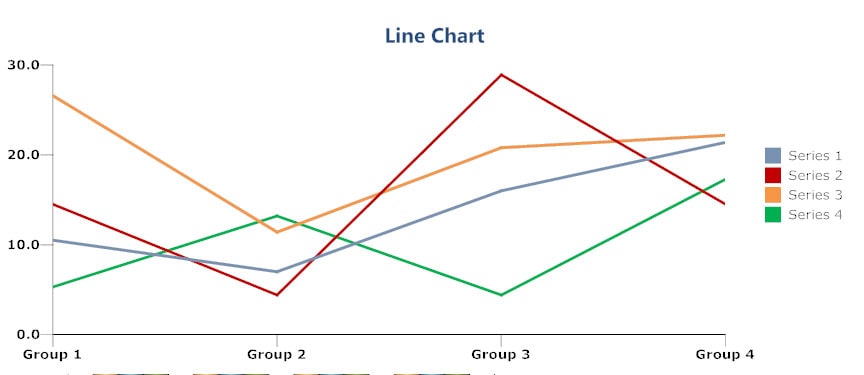 Line Chart
30.0
20.0
10.0
0.0
Group 1 Group 2 Group 3 Group 4
Series 1
Series 2
Series 3
Series 4